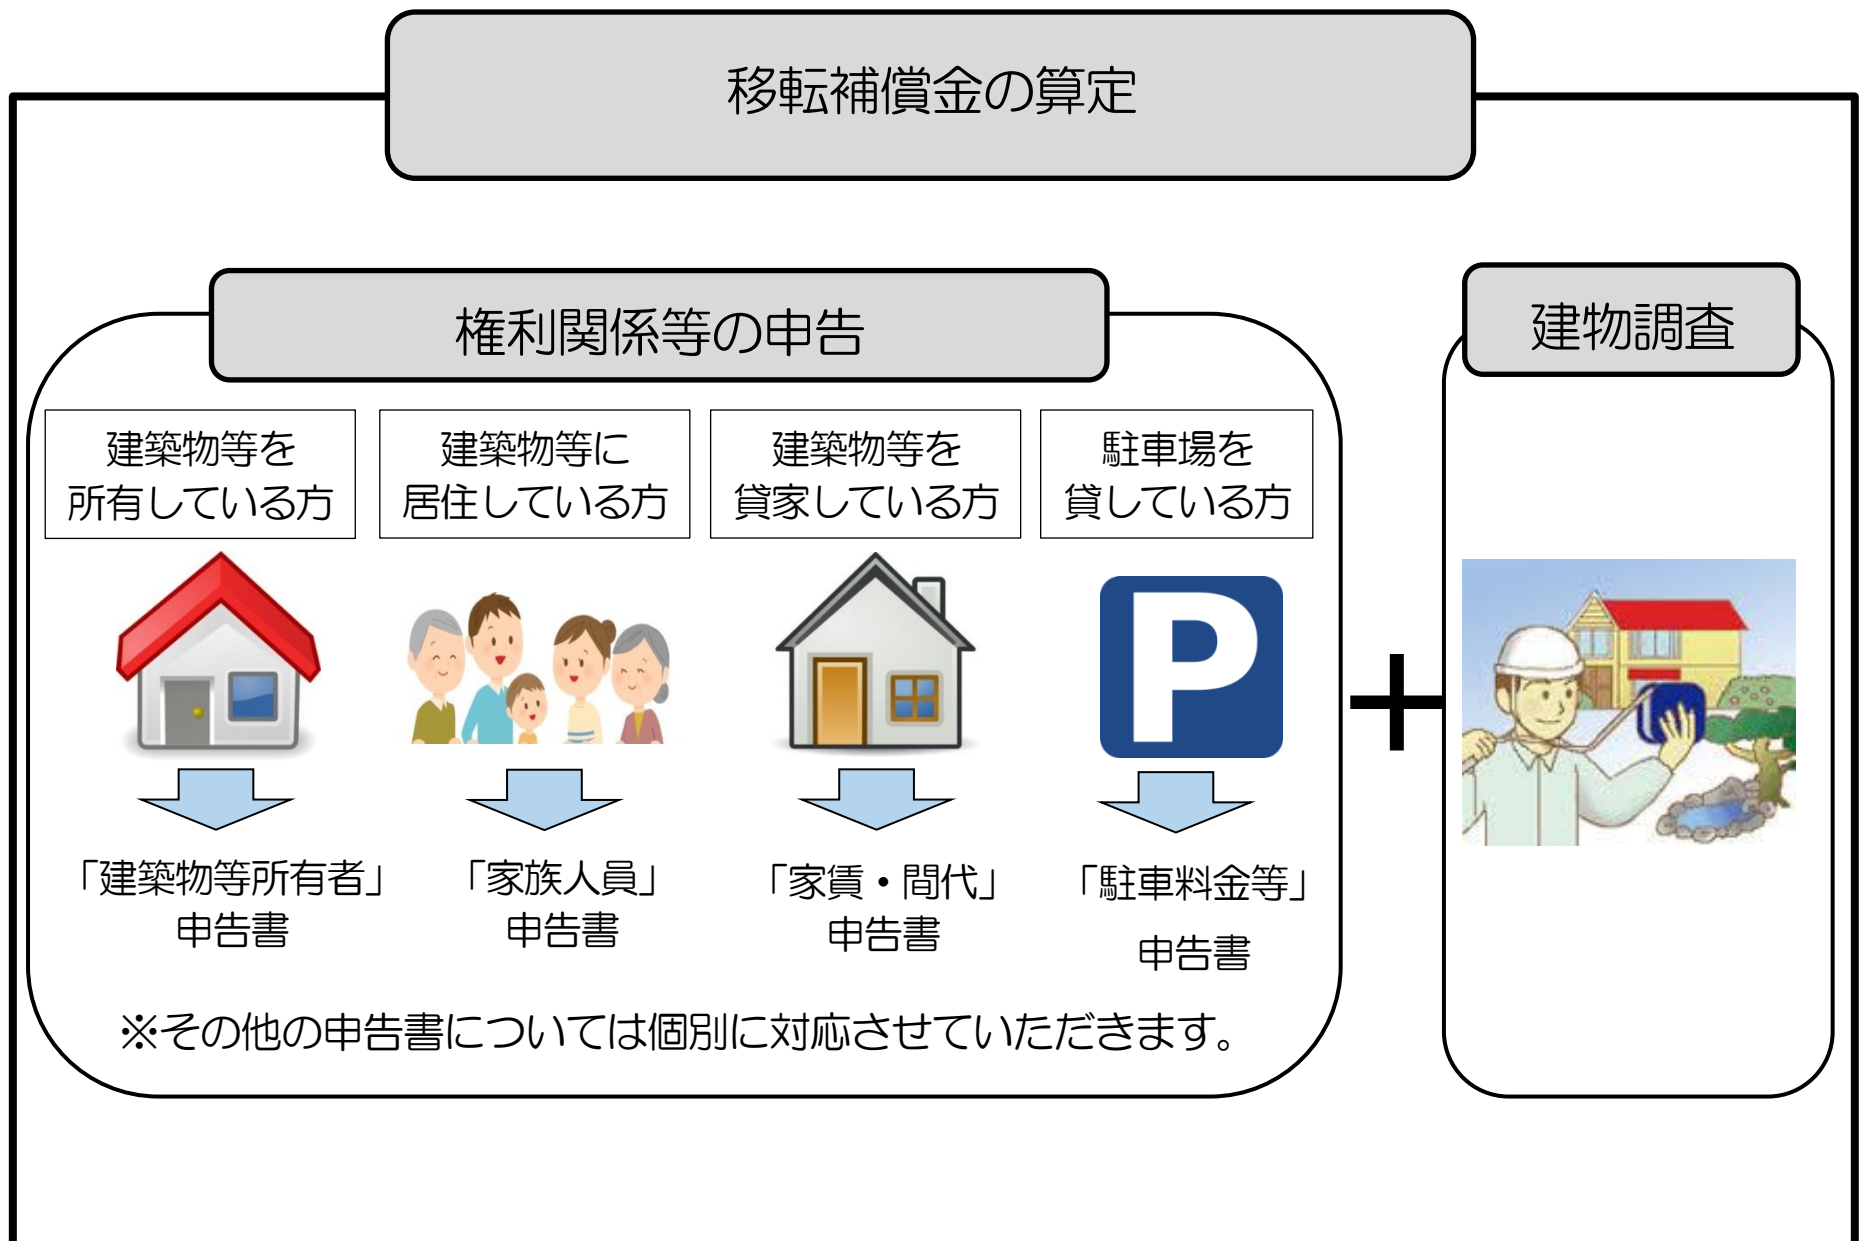 移転補償金の算定
権利関係等の申告
建物調査
建築物等を
所有している方
建築物等に
居住している方
建築物等を
貸家している方
駐車場を
貸している方
P
「建築物等所有者」
申告書
「家族人員」
申告書
「家賃・間代」
申告書
「駐車料金等」
申告書
※その他の申告書については個別に対応させていただきます。
+